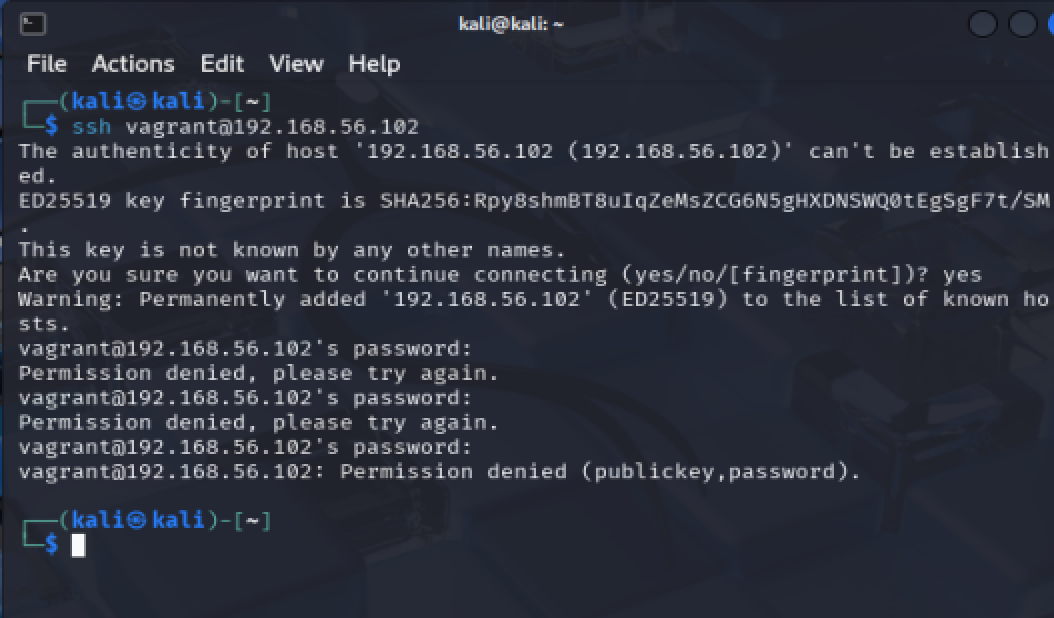 kali@kali: ~
File Actions Edit View Help
┌──(kali㉿kali)-[~]
└─$ ssh vagrant@192.168.56.102
The authenticity of host '192.168.56.102 (192.168.56.102)' can't be establish
ed.
ED25519 key fingerprint is SHA256:Rpy8shmBT8uIqZeMsZCG6N5gHXDNSWQ0tEgSgF7t/SM
.
This key is not known by any other names.
Are you sure you want to continue connecting (yes/no/[fingerprint])? yes
Warning: Permanently added '192.168.56.102' (ED25519) to the list of known ho
sts.
vagrant@192.168.56.102's password:
Permission denied, please try again.
vagrant@192.168.56.102's password:
Permission denied, please try again.
vagrant@192.168.56.102's password:
vagrant@192.168.56.102: Permission denied (publickey,password).
┌──(kali㉿kali)-[~]
└─$